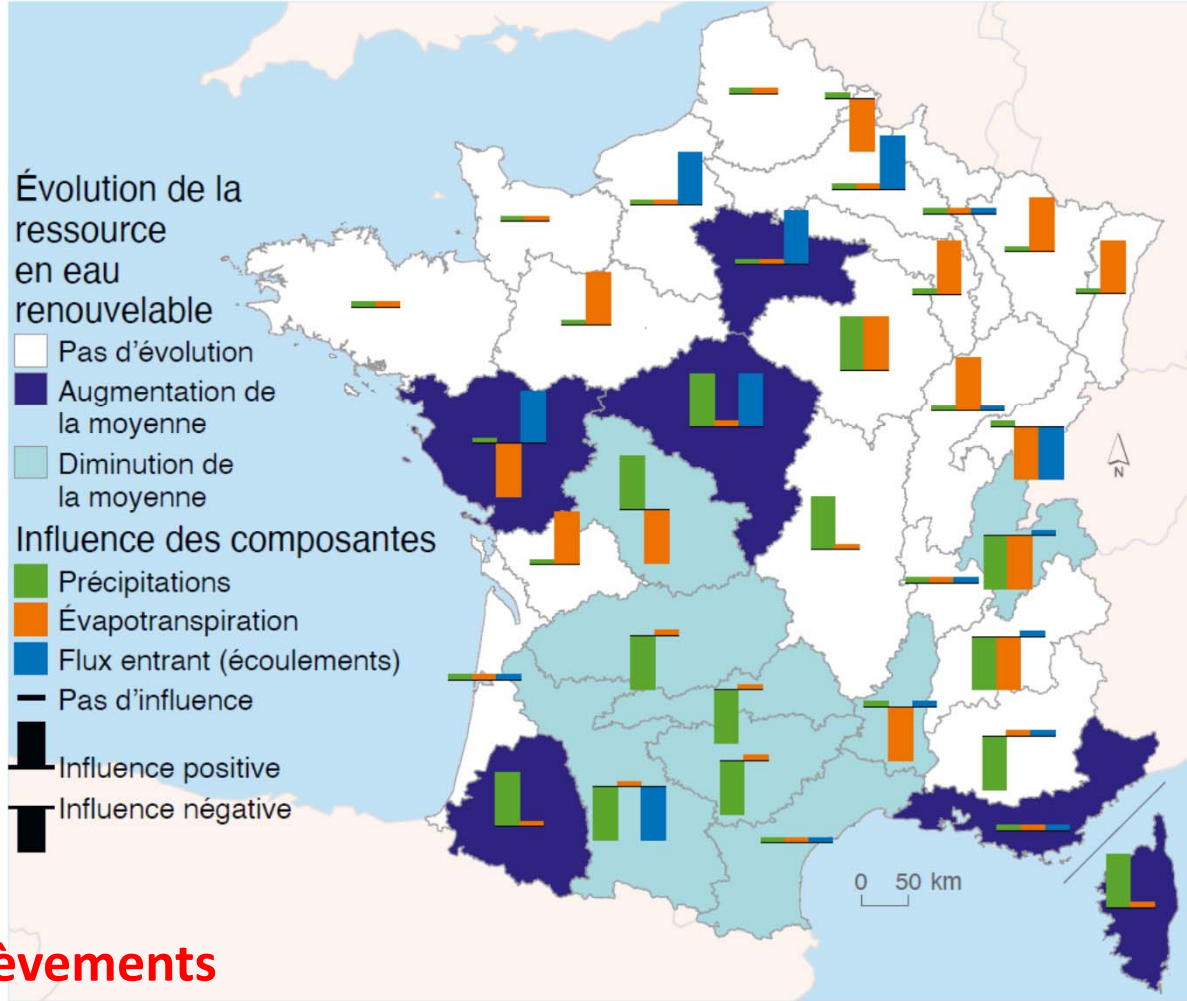 Évolution de la
ressource
en eau
renouvelable
Pas d'évolution
Augmentation de
la moyenne
Diminution de
la moyenne
Influence des composantes
Précipitations
Évapotranspiration
Flux entrant (écoulements)
Pas d'influence
Influence positive
Influence négative
N
0 50 km
èvements